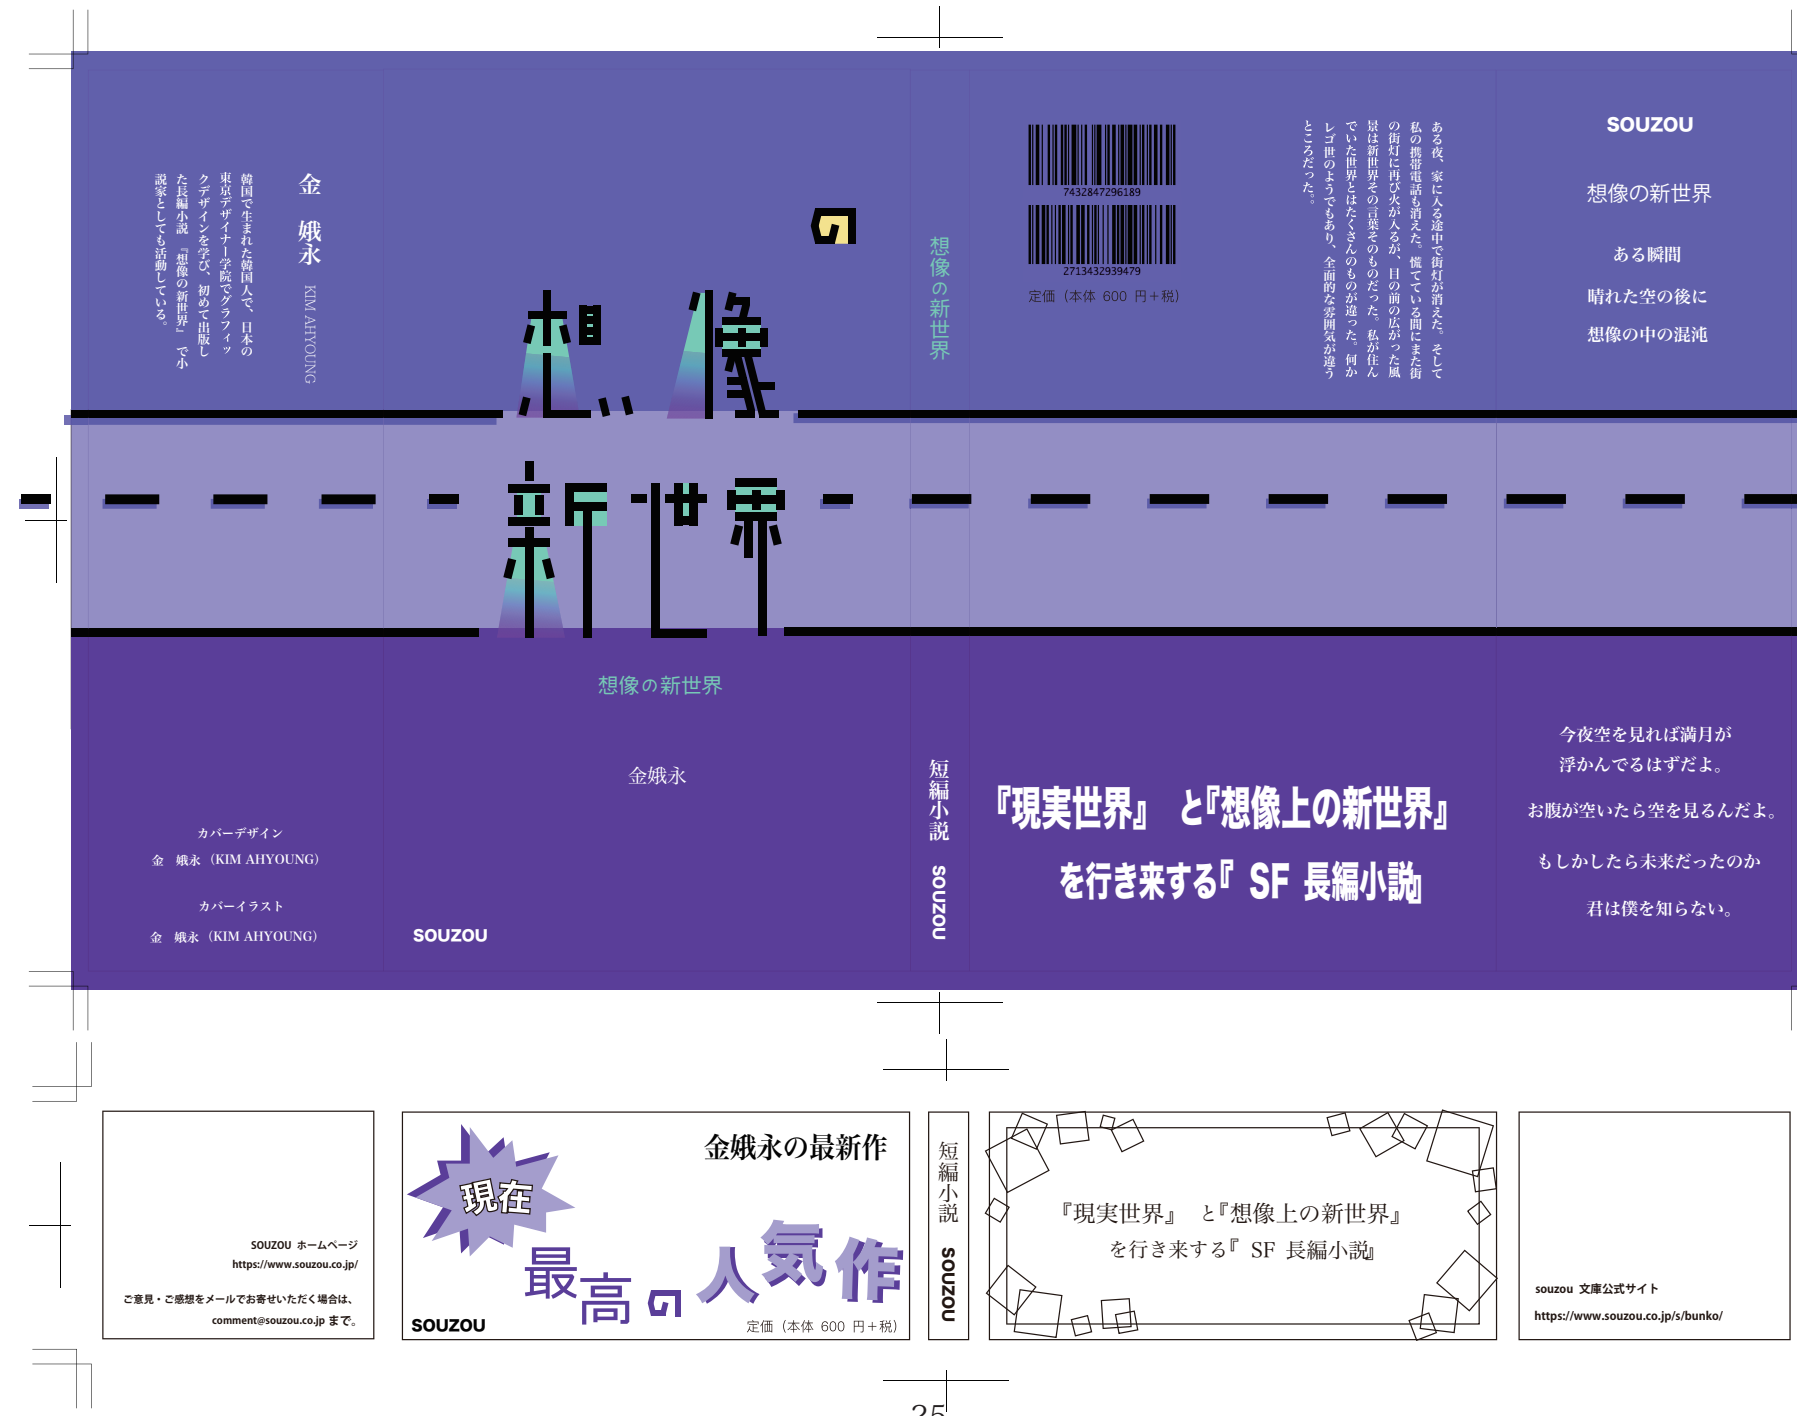 金　娥永　KIM AHYOUNG
韓国で生まれた韓国人で、日本の
東京デザイナー学院でグラフィッ
クデザインを学び、初めて出版し
た長編小説　『想像の新世界』　で小
説家としても活動している。
カバーデザイン
金　娥永（KIM AHYOUNG）
カバーイラスト
金　娥永（KIM AHYOUNG）
想像の
新世界
想像の新世界
金娥永
SOUZOU
想像の新世界
短編小説　SOUZOU
7432847296189
2713432939479
定価（本体 600 円＋税）
ある夜、家に入る途中で街灯が消えた。そして
私の携帯電話も消えた。慌てている間にまた街
の街灯に再び火が入るが、目の前の広がった風
景は新世界その言葉そのものだった。私が住ん
でいた世界とはたくさんのものが違った。何か
レゴ世のようでもあり、全面的な雰囲気が違う
ところだった。。
『現実世界』　と『想像上の新世界』
を行き来する『 SF 長編小説』
SOUZOU
想像の新世界
ある瞬間
晴れた空の後に
想像の中の混沌
今夜空を見れば満月が
浮かんでるはずだよ。
お腹が空いたら空を見るんだよ。
もしかしたら未来だったのか
君は僕を知らない。
SOUZOU ホームページ
https://www.souzou.co.jp/
ご意見・ご感想をメールでお寄せいただく場合は、
comment@souzou.co.jp まで。
金娥永の最新作
現在
最高の人気作
SOUZOU
定価（本体 600 円＋税）
短編小説　SOUZOU
『現実世界』　と『想像上の新世界』
を行き来する『 SF 長編小説』
souzou 文庫公式サイト
https://www.souzou.co.jp/s/bunko/
25